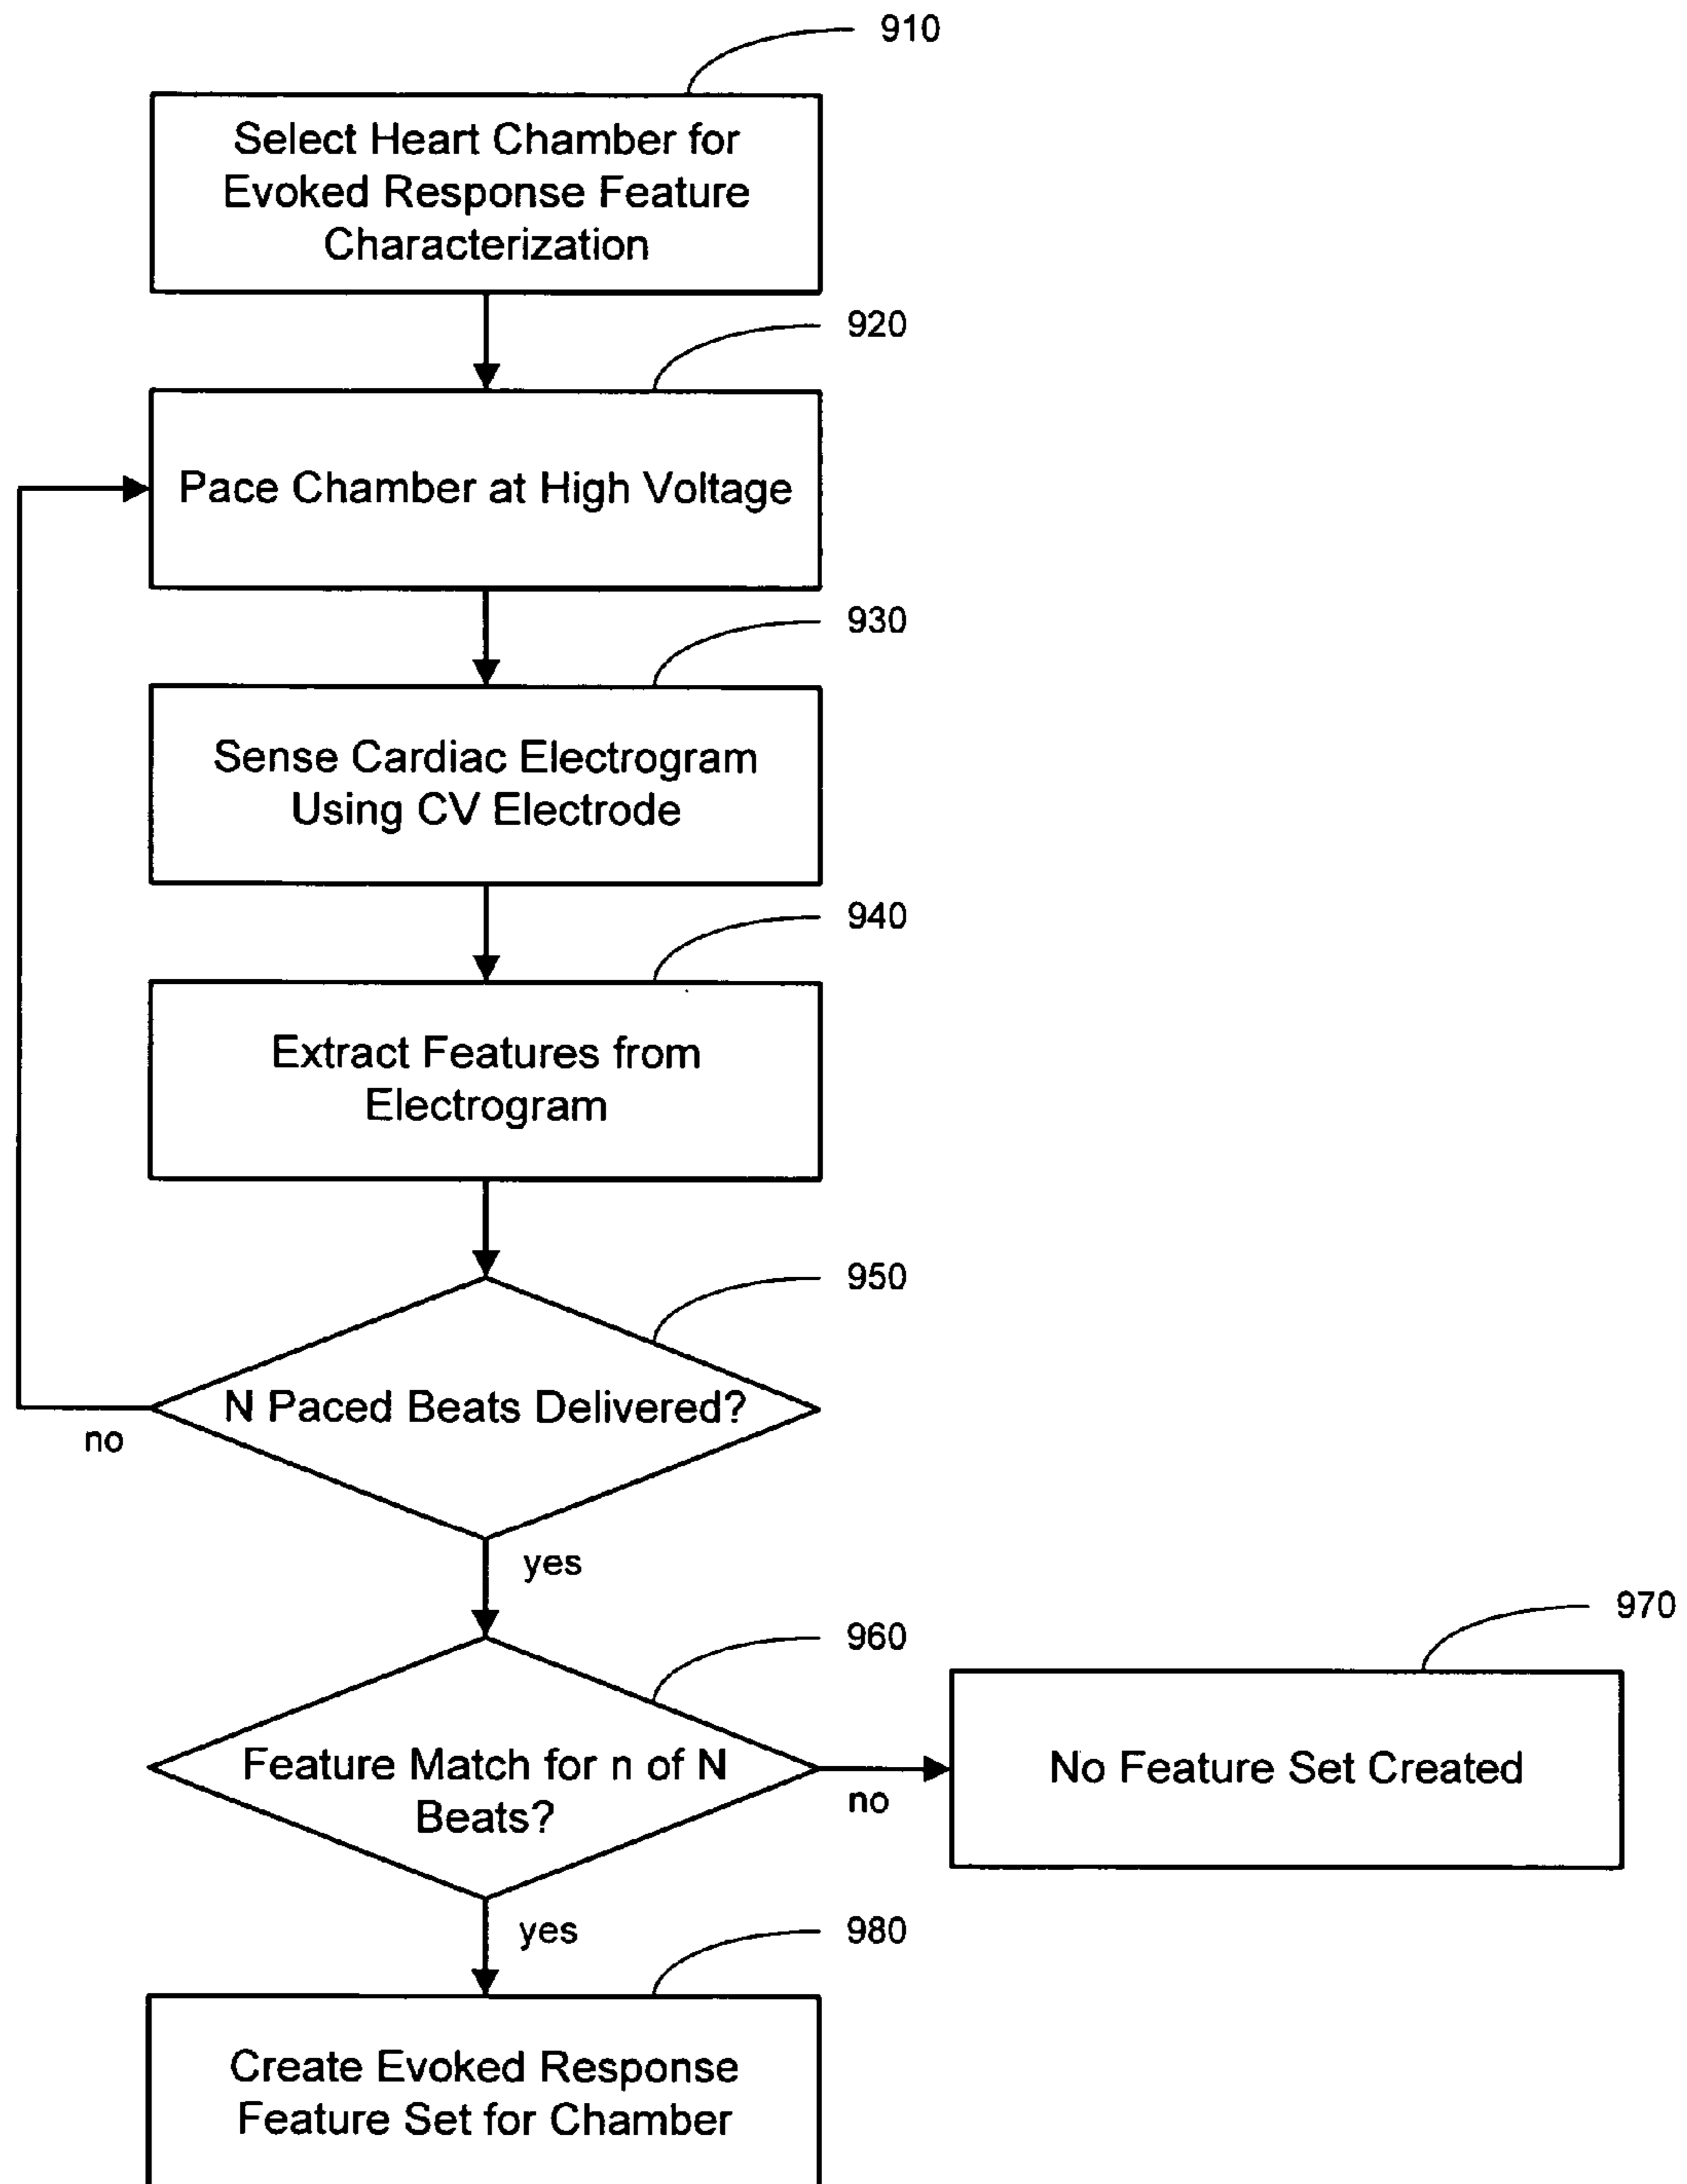 910
Select Heart Chamber for
Evoked Response Feature
Characterization
920
Pace Chamber at High Voltage
930
Sense Cardiac Electrogram
Using CV Electrode
940
Extract Features from
Electrogram
950
N Paced Beats Delivered?
no
yes
960
970
Feature Match for n of N
Beats?
no
No Feature Set Created
yes
980
Create Evoked Response
Feature Set for Chamber